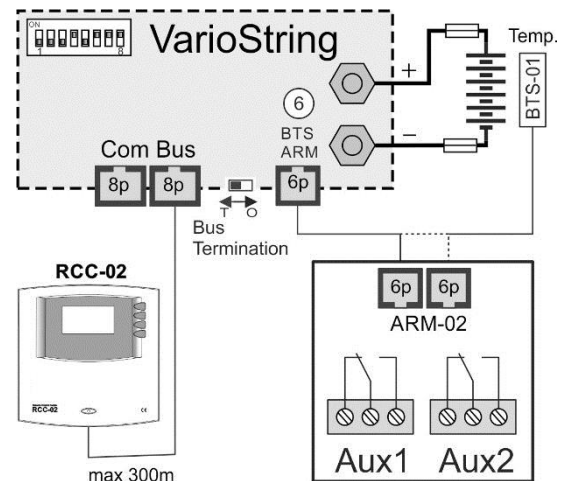 ON
1 8
VarioString
Temp.
+
BTS-01
6
BTS
ARM
−
Com Bus
8p 8p 6p
T O
Bus
Termination
RCC-02
6p 6p
ARM-02
RCC-02
Aux1 Aux2
max 300m